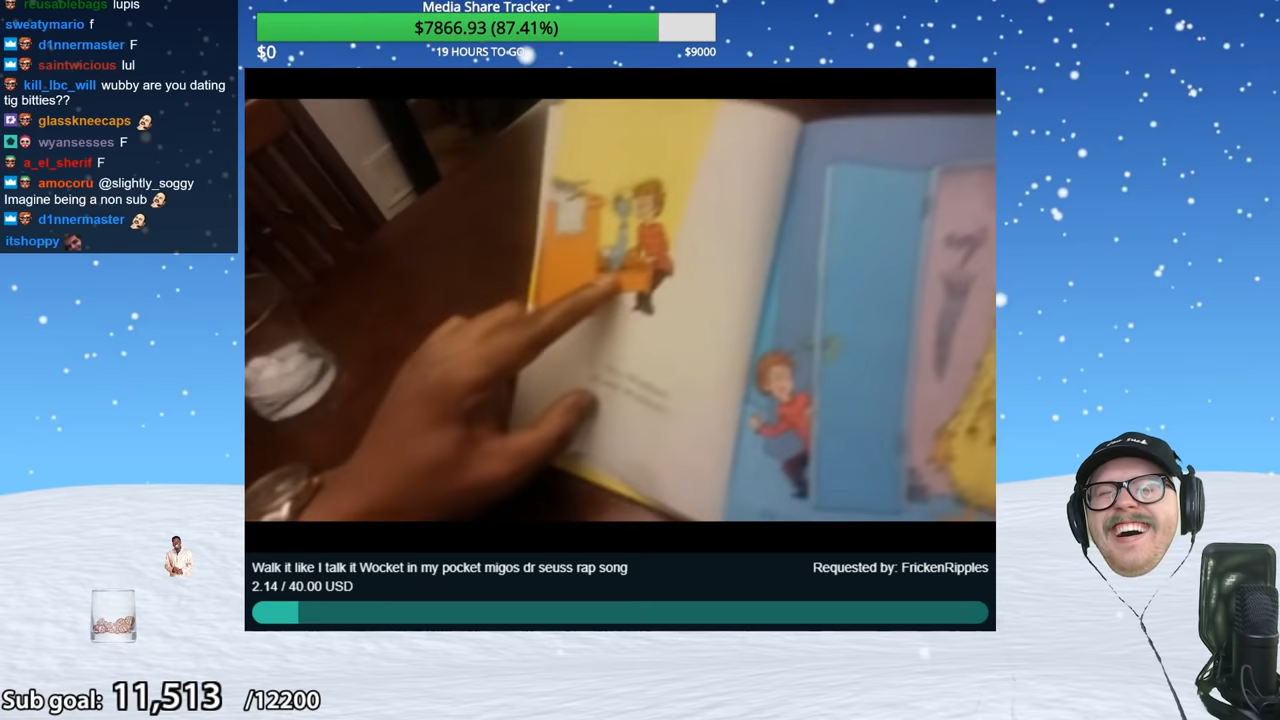 reusablebags lupis
sweatymario f
d1nnermaster F
saintvicious lul
kill_lbc_will wubby are you dating
tig bitties??
glasskneecaps
wyansesses F
a_el_sherif F
amocoru @slightly_soggy
Imagine being a non sub
d1nnermaster
itshoppy
Media Share Tracker
$7866.93 (87.41%)
$0
19 HOURS TO GO
$9000
Walk it like I talk it Wocket in my pocket migos dr seuss rap song
Requested by: FrickenRipples
2.14 / 40.00 USD
Sub goal: 11,513 /12200